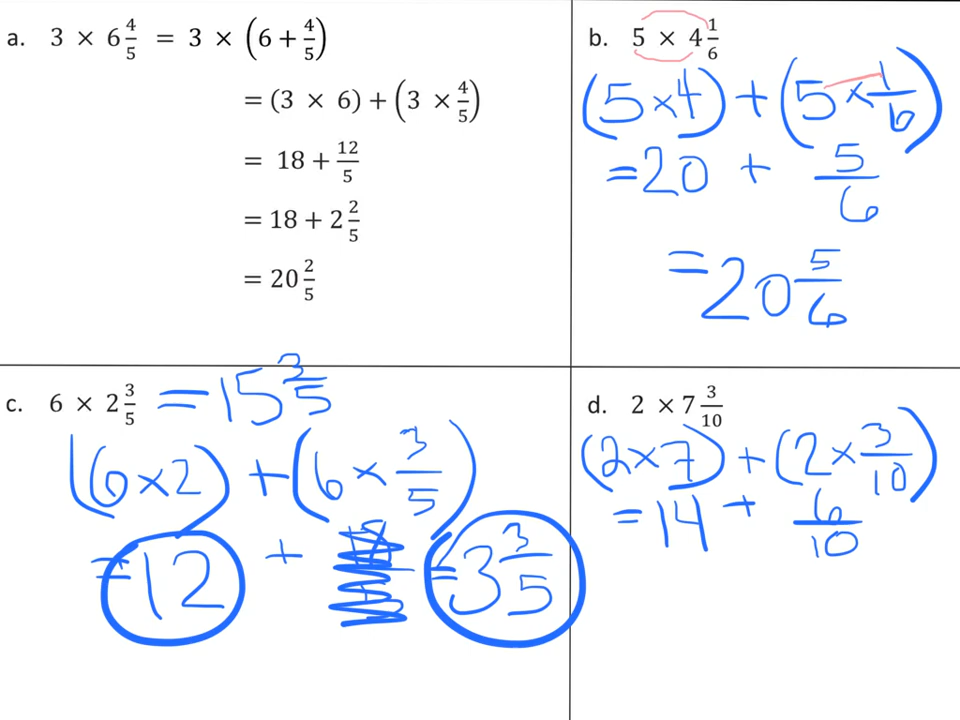 a. 3 × 6 4/5 = 3 × (6 + 4/5)
= (3 × 6) + (3 × 4/5)
= 18 + 12/5
= 18 + 2 2/5
= 20 2/5
b. 5 × 4 1/6
(5 × 4) + (5 × 1/6)
= 20 + 5/6
= 20 5/6
c. 6 × 2 3/5 = 15 3/5
(6 × 2) + (6 × 3/5)
= 12 + = 3 3/5
d. 2 × 7 3/10
(2 × 7) + (2 × 3/10)
= 14 + 6/10